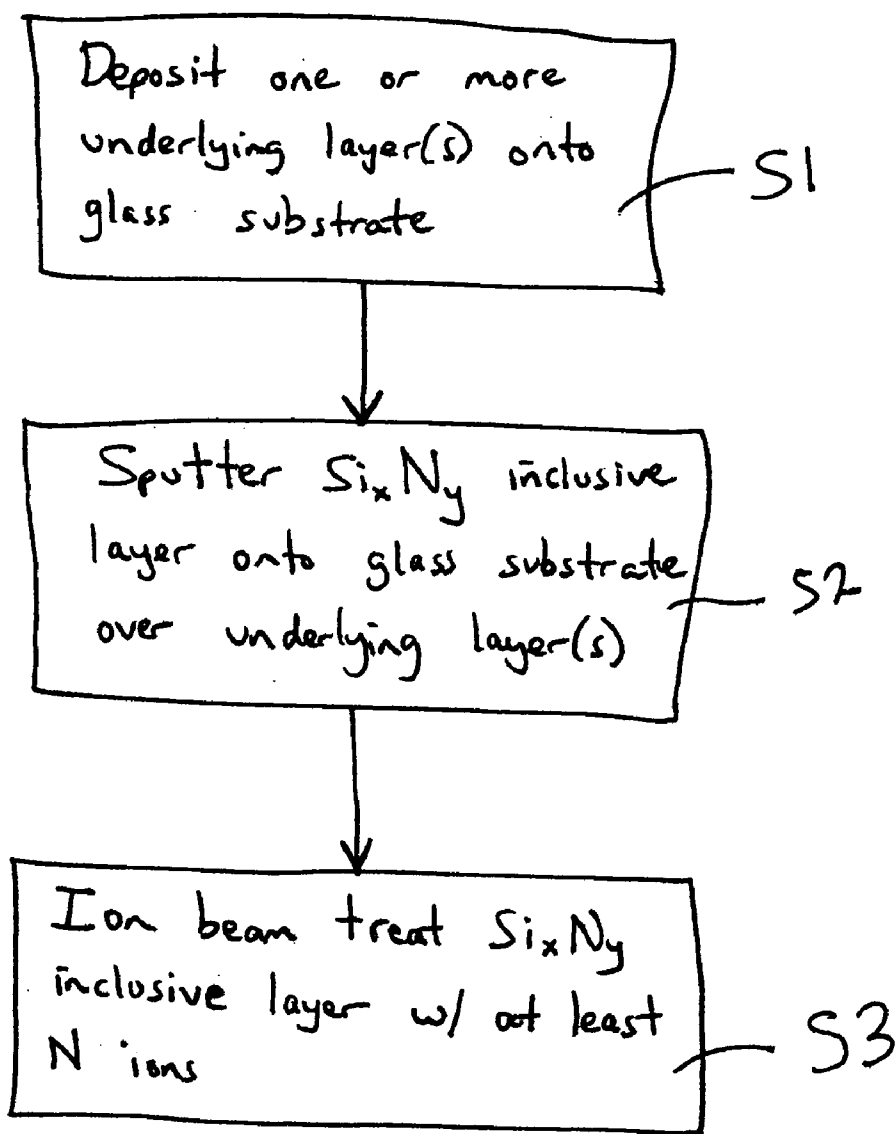 Deposit one or more
underlying layer(s) onto
glass substrate
S1
Sputter SixNy inclusive
layer onto glass substrate
over underlying layer(s)
S2
Ion beam treat SixNy
inclusive layer w/ at least
N ions
S3